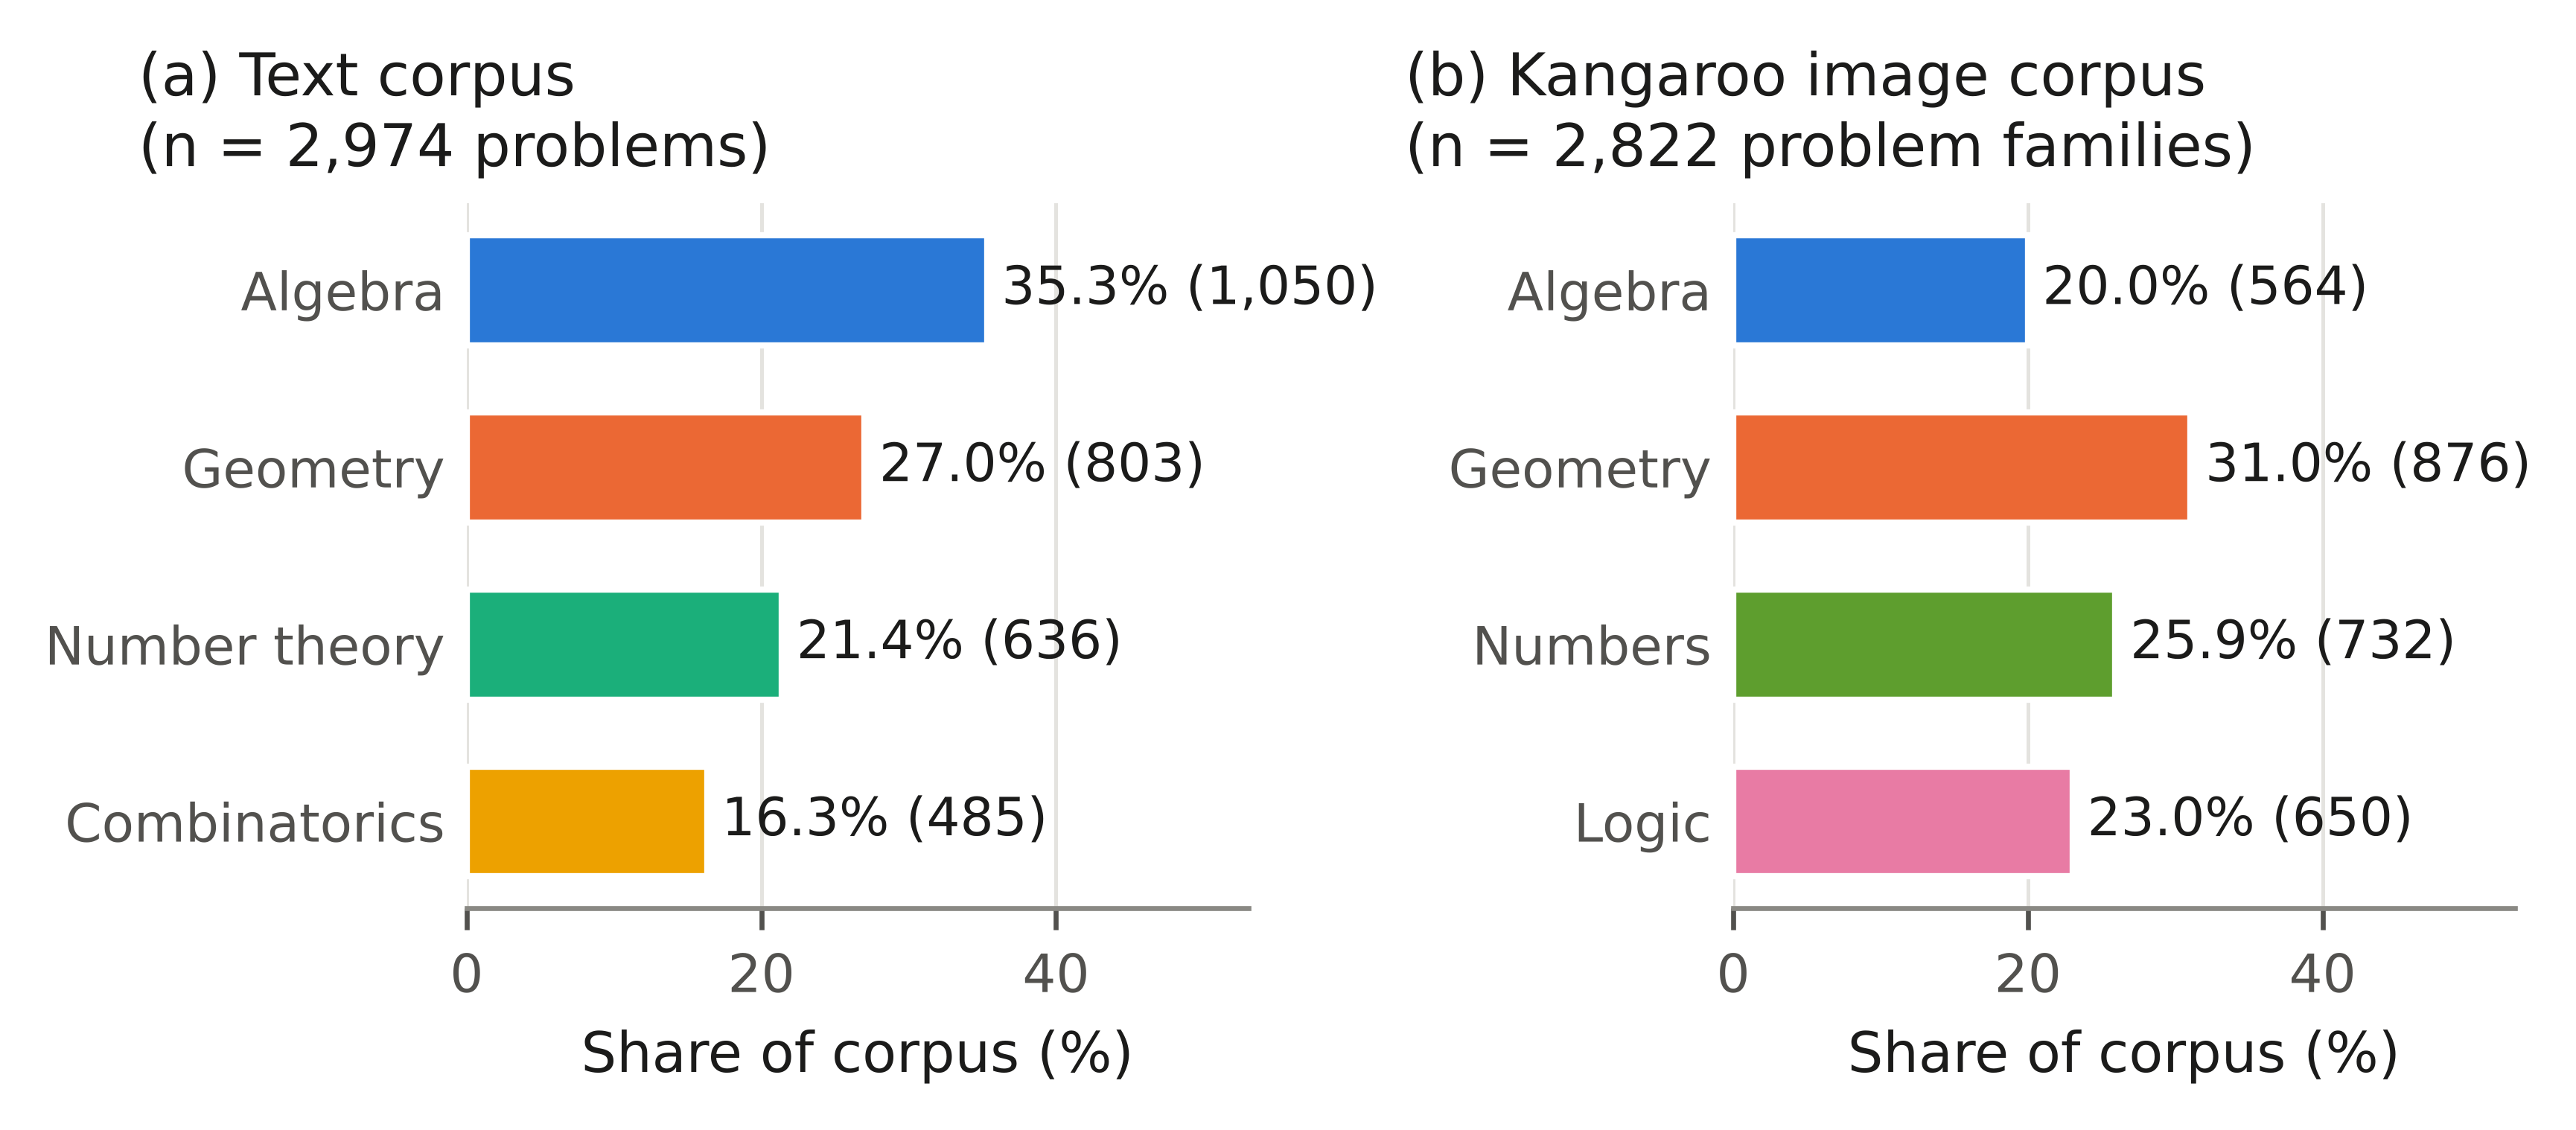 (a) Text corpus
(n = 2,974 problems)
Algebra
35.3% (1,050)
Geometry
27.0% (803)
Number theory
21.4% (636)
Combinatorics
16.3% (485)
0
20
40
Share of corpus (%)
(b) Kangaroo image corpus
(n = 2,822 problem families)
Algebra
20.0% (564)
Geometry
31.0% (876)
Numbers
25.9% (732)
Logic
23.0% (650)
0
20
40
Share of corpus (%)